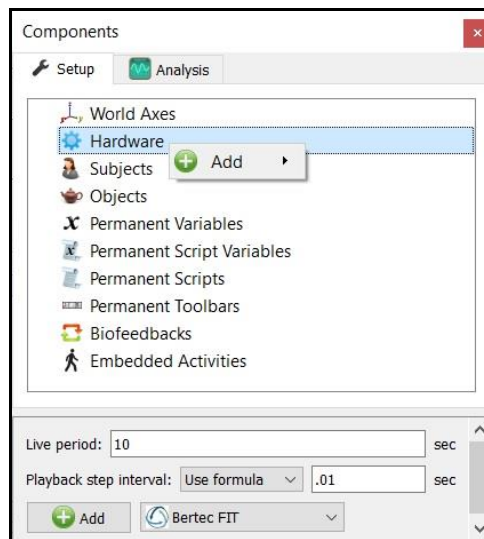 Components
Setup Analysis
World Axes
Hardware
Add
Subjects
Objects
Permanent Variables
Permanent Script Variables
Permanent Scripts
Permanent Toolbars
Biofeedbacks
Embedded Activities
Live period: 10 sec
Playback step interval: Use formula .01 sec
Add Bertec FIT